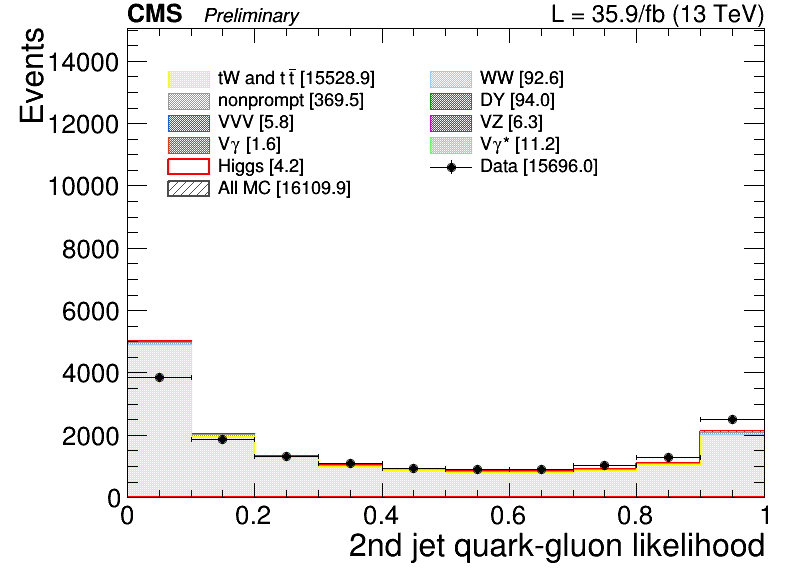 CMS Preliminary L = 35.9/fb (13 TeV)
Events
14000
12000
10000
8000
6000
4000
2000
0
tW and tt̄ [15528.9]
nonprompt [369.5]
VVV [5.8]
Vγ [1.6]
Higgs [4.2]
All MC [16109.9]
WW [92.6]
DY [94.0]
VZ [6.3]
Vγ* [11.2]
Data [15696.0]
0 0.2 0.4 0.6 0.8 1
2nd jet quark-gluon likelihood